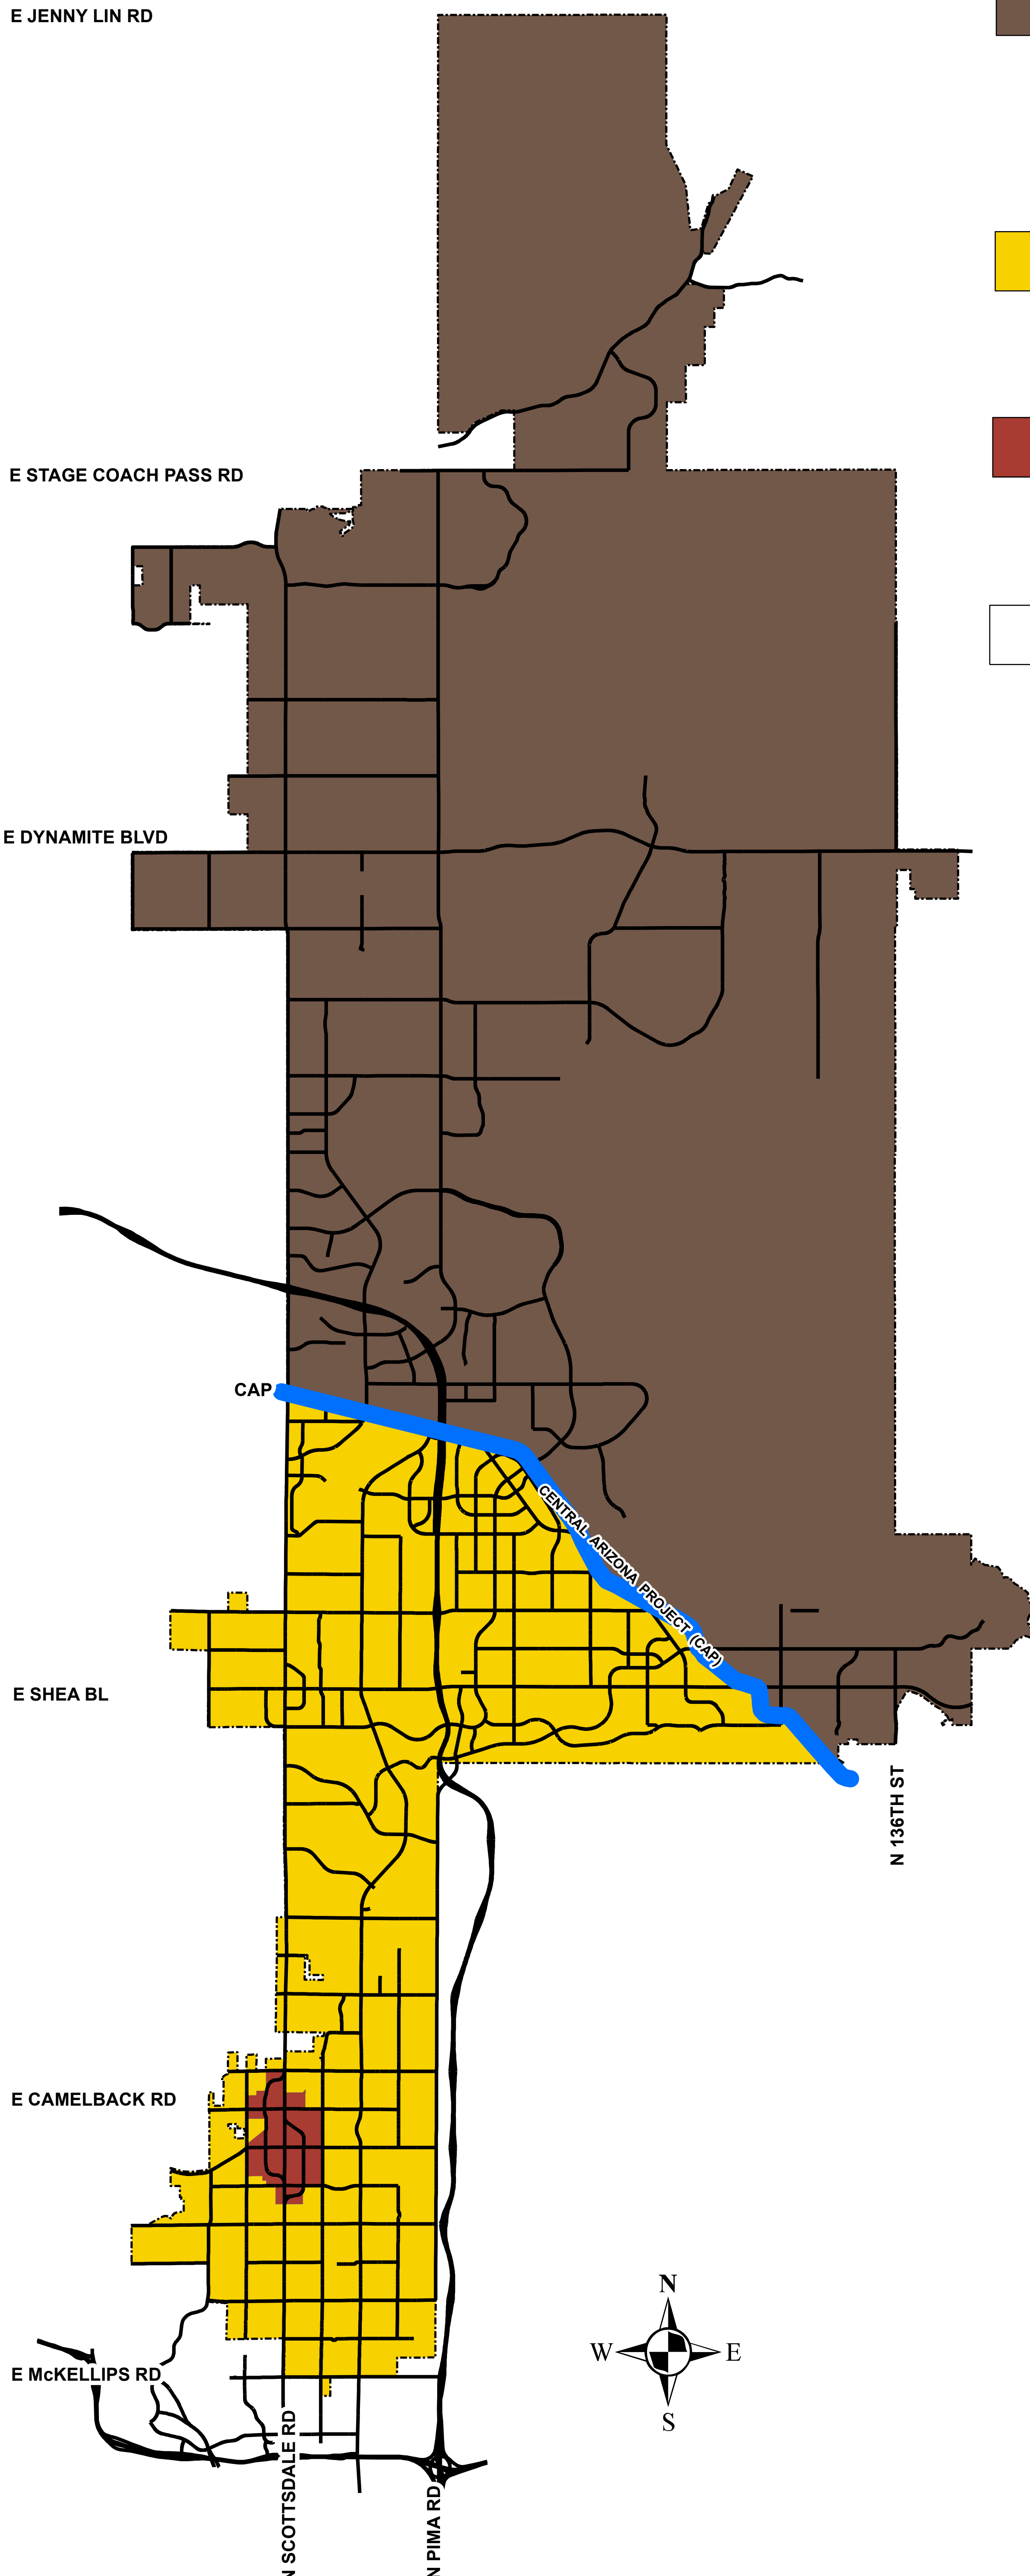 E JENNY LIN RD
E STAGE COACH PASS RD
E DYNAMITE BLVD
CAP
CENTRAL ARIZONA PROJECT (CAP)
E SHEA BL
N 136TH ST
E CAMELBACK RD
N
W E
S
E McKELLIPS RD
N SCOTTSDALE RD
N PIMA RD